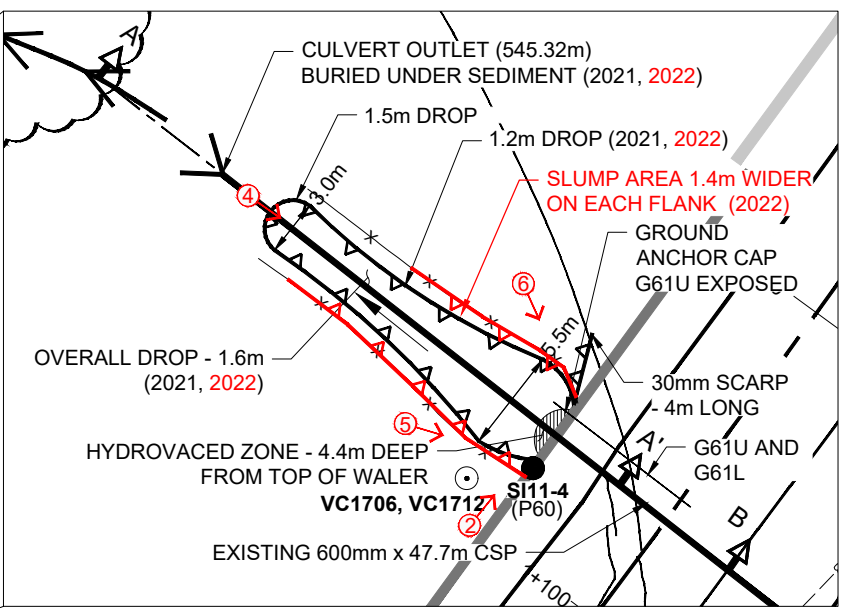 A
CULVERT OUTLET (545.32m)
BURIED UNDER SEDIMENT (2021, 2022)
1.5m DROP
1.2m DROP (2021, 2022)
3.0m
4
SLUMP AREA 1.4m WIDER
ON EACH FLANK (2022)
GROUND
ANCHOR CAP
G61U EXPOSED
6
5.5m
OVERALL DROP - 1.6m
(2021, 2022)
30mm SCARP
- 4m LONG
5
HYDROVACED ZONE - 4.4m DEEP
FROM TOP OF WALER
A'
G61U AND
G61L
VC1706, VC1712
SI11-4
(P60)
2
B
EXISTING 600mm x 47.7m CSP
+100